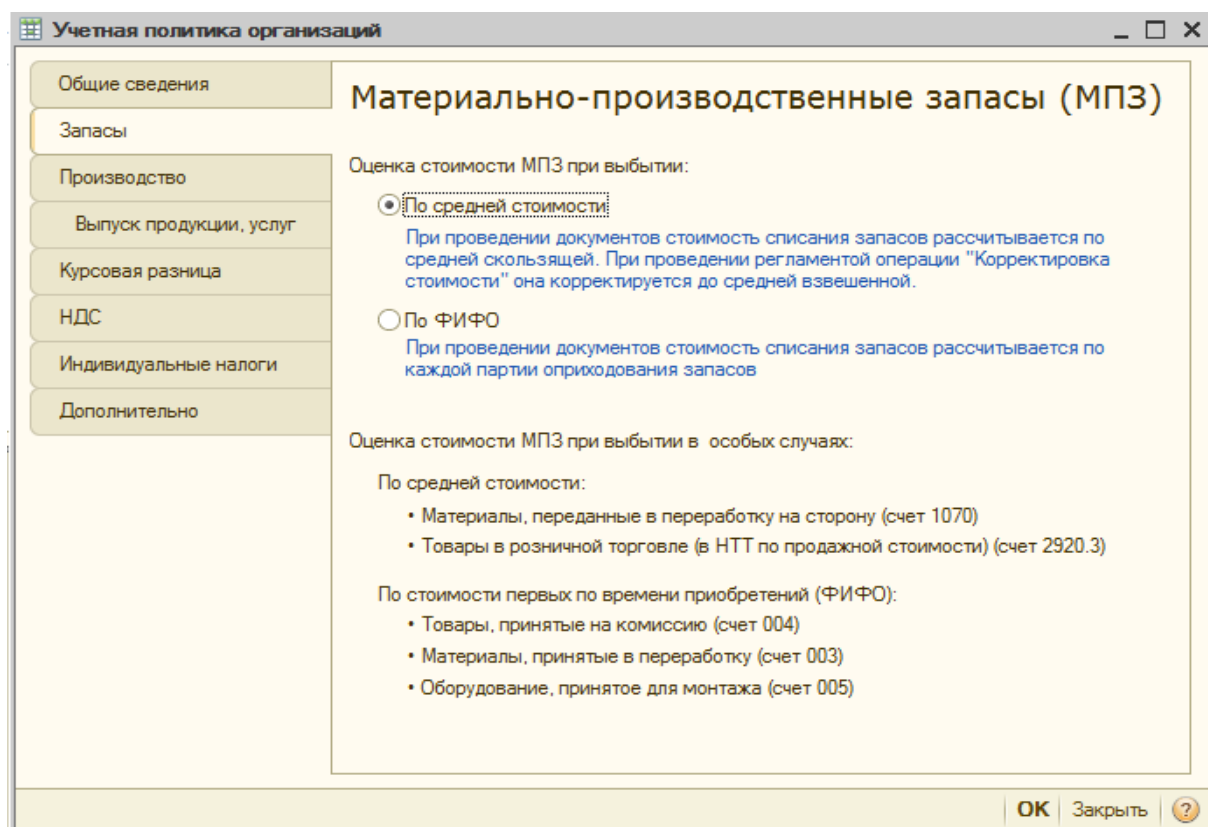 Учетная политика организаций
Общие сведения
Запасы
Производство
Выпуск продукции, услуг
Курсовая разница
НДС
Индивидуальные налоги
Дополнительно
Материально-производственные запасы (МПЗ)
Оценка стоимости МПЗ при выбытии:
По средней стоимости
При проведении документов стоимость списания запасов рассчитывается по
средней скользящей. При проведении регламентой операции "Корректировка
стоимости" она корректируется до средней взвешенной.
По ФИФО
При проведении документов стоимость списания запасов рассчитывается по
каждой партии оприходования запасов
Оценка стоимости МПЗ при выбытии в особых случаях:
По средней стоимости:
• Материалы, переданные в переработку на сторону (счет 1070)
• Товары в розничной торговле (в НТТ по продажной стоимости) (счет 2920.3)
По стоимости первых по времени приобретений (ФИФО):
• Товары, принятые на комиссию (счет 004)
• Материалы, принятые в переработку (счет 003)
• Оборудование, принятое для монтажа (счет 005)
OK Закрыть ?